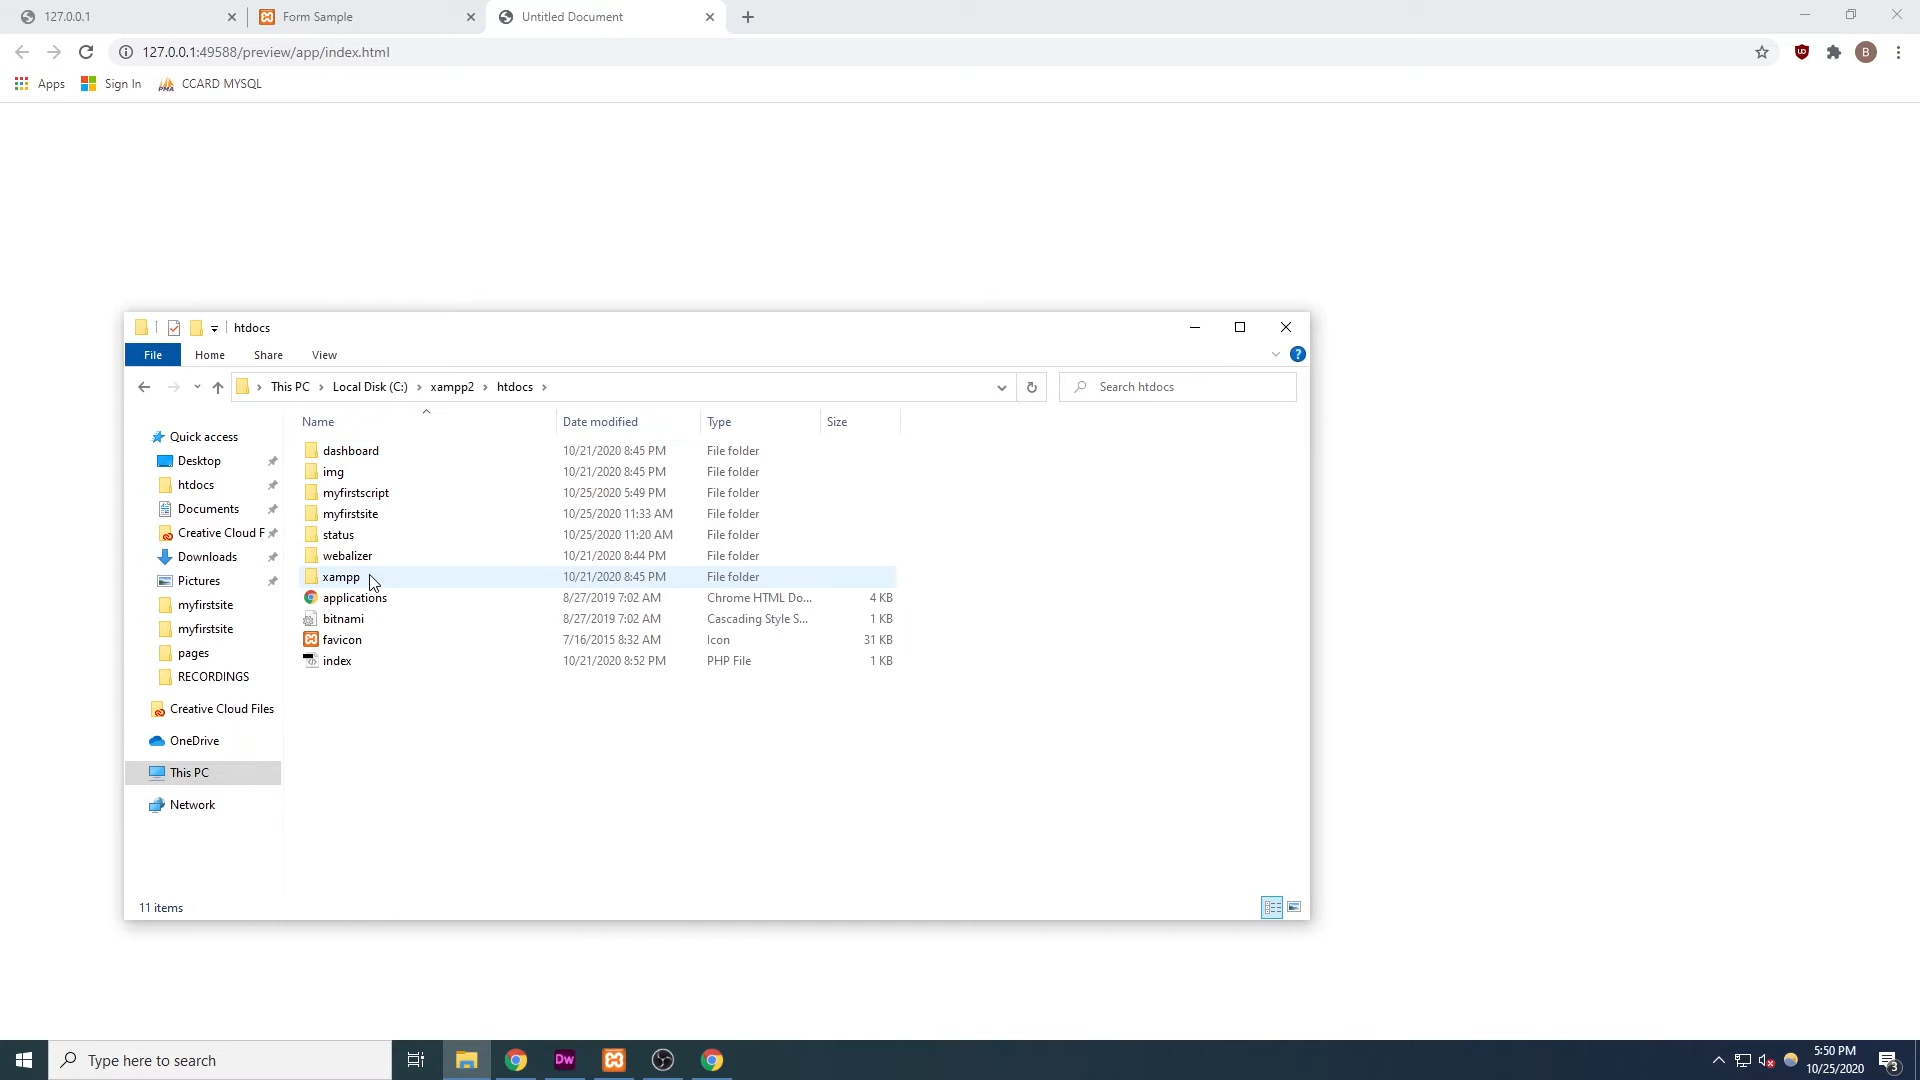 127.0.0.1
Form Sample
Untitled Document
127.0.0.1:49588/preview/app/index.html
B
Apps
Sign In
CCARD MYSQL
htdocs
File
Home
Share
View
This PC
Local Disk (C:)
xampp2
htdocs
Search htdocs
Name
Date modified
Type
Size
Quick access
Desktop
htdocs
Documents
Creative Cloud F
Downloads
Pictures
myfirstsite
myfirstsite
pages
RECORDINGS
Creative Cloud Files
OneDrive
This PC
Network
dashboard 10/21/2020 8:45 PM File folder
img 10/21/2020 8:45 PM File folder
myfirstscript 10/25/2020 5:49 PM File folder
myfirstsite 10/25/2020 11:33 AM File folder
status 10/25/2020 11:20 AM File folder
webalizer 10/21/2020 8:44 PM File folder
xampp 10/21/2020 8:45 PM File folder
applications 8/27/2019 7:02 AM Chrome HTML Do... 4 KB
bitnami 8/27/2019 7:02 AM Cascading Style S... 1 KB
favicon 7/16/2015 8:32 AM Icon 31 KB
index 10/21/2020 8:52 PM PHP File 1 KB
11 items
Type here to search
Dw
5:50 PM
10/25/2020
3